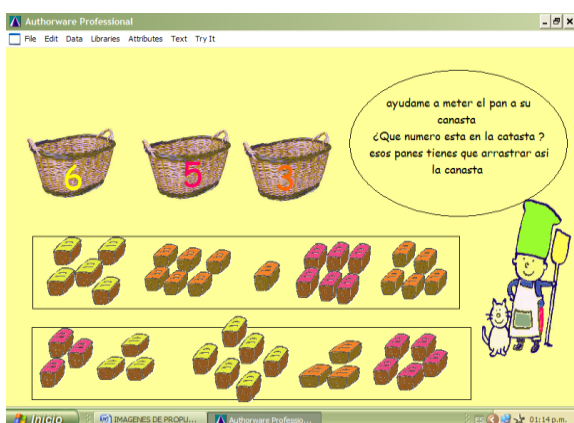 Authorware Professional
File Edit Data Libraries Attributes Text Try It
ayudame a meter el pan a su
canasta
¿Que numero esta en la catasta ?
esos panes tienes que arrastrar asi
la canasta
6
5
3
Inicio
IMAGENES DE PROPU...
Authorware Professio...
01:14 p.m.